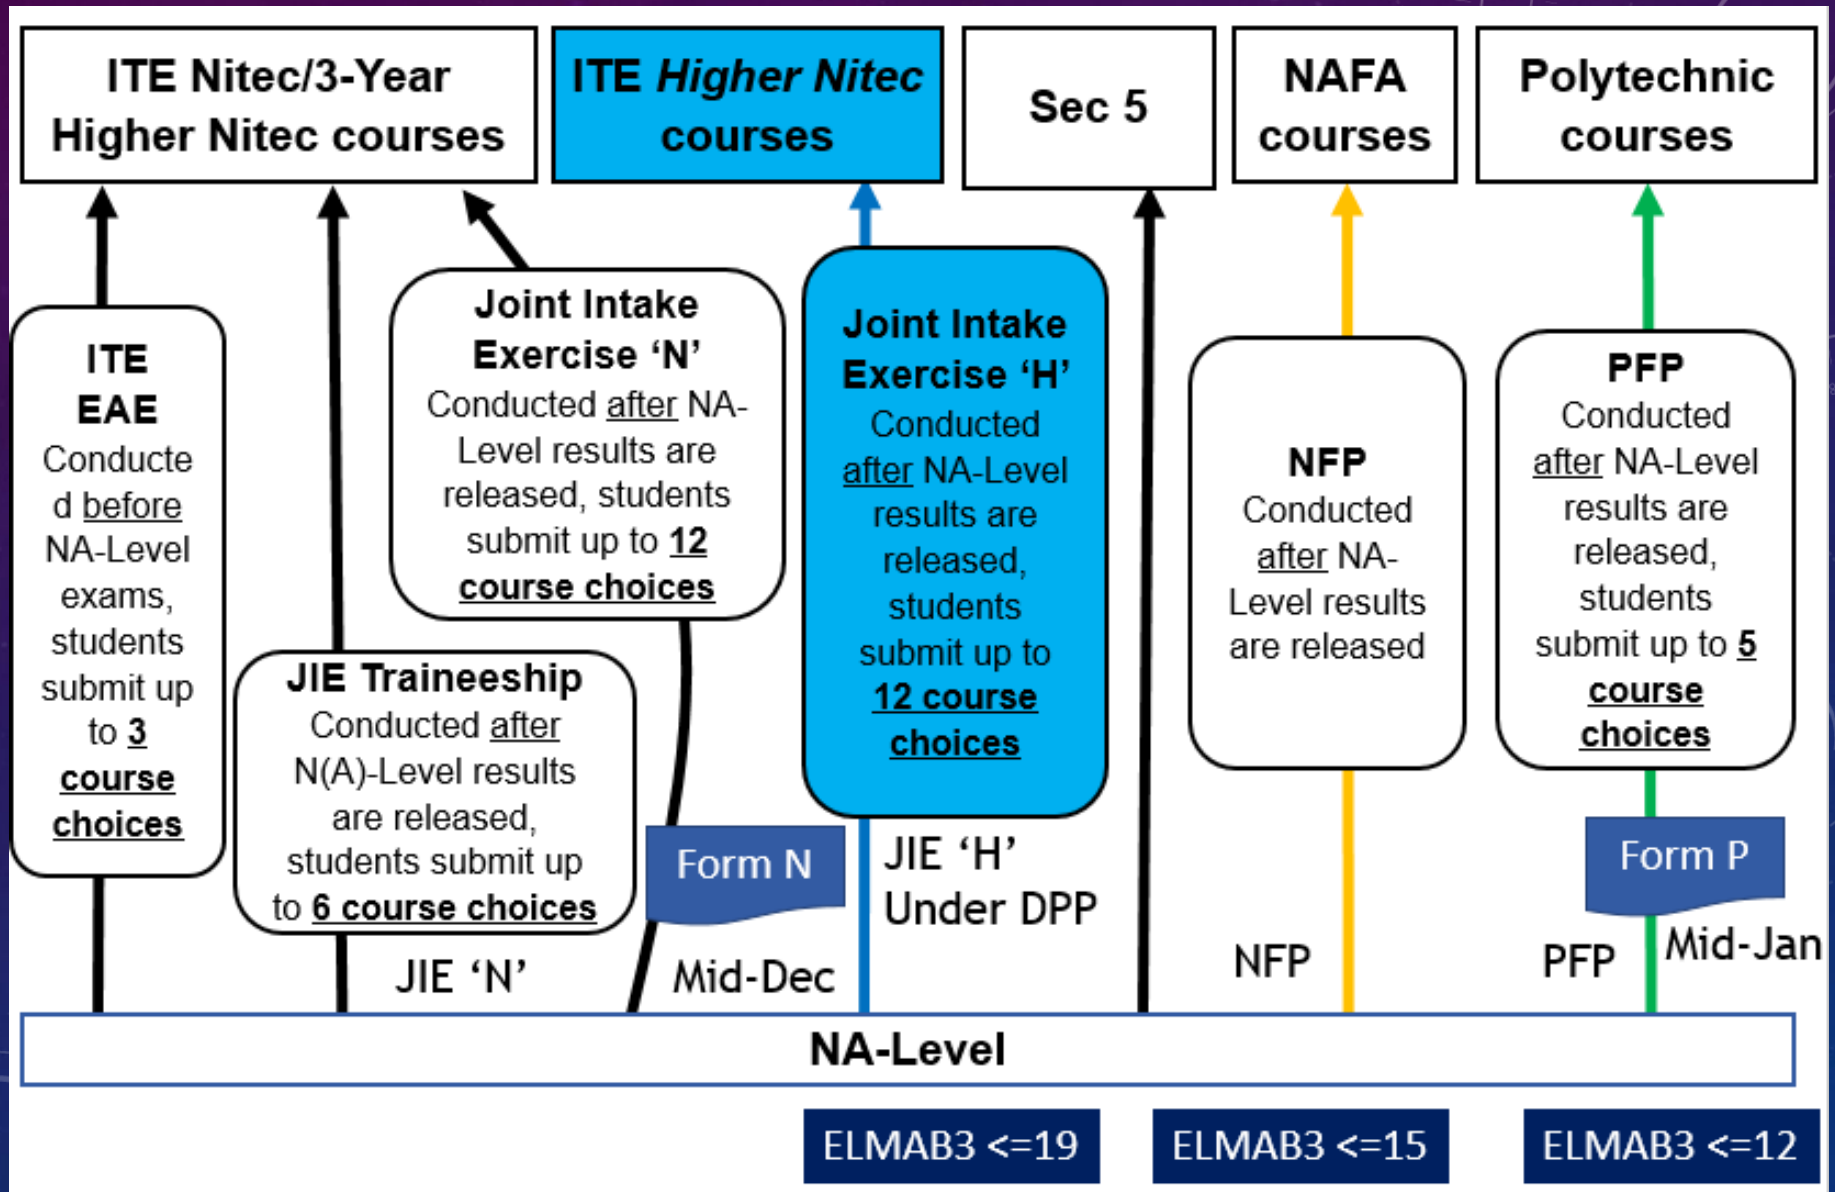 ITE Nitec/3-Year
Higher Nitec courses
ITE Higher Nitec
courses
Sec 5
NAFA
courses
Polytechnic
courses
ITE
EAE
Conducte
d before
NA-Level
exams,
students
submit up
to 3
course
choices
JIE Traineeship
Conducted after
N(A)-Level results
are released,
students submit up
to 6 course choices
Joint Intake
Exercise ‘N’
Conducted after NA-
Level results are
released, students
submit up to 12
course choices
Joint Intake
Exercise ‘H’
Conducted
after NA-Level
results are
released,
students
submit up to
12 course
choices
NFP
Conducted
after NA-
Level results
are released
PFP
Conducted
after NA-Level
results are
released,
students
submit up to 5
course
choices
JIE ‘N’
Form N
Mid-Dec
JIE ‘H’
Under DPP
NFP
PFP
Form P
Mid-Jan
NA-Level
ELMAB3 <=19
ELMAB3 <=15
ELMAB3 <=12